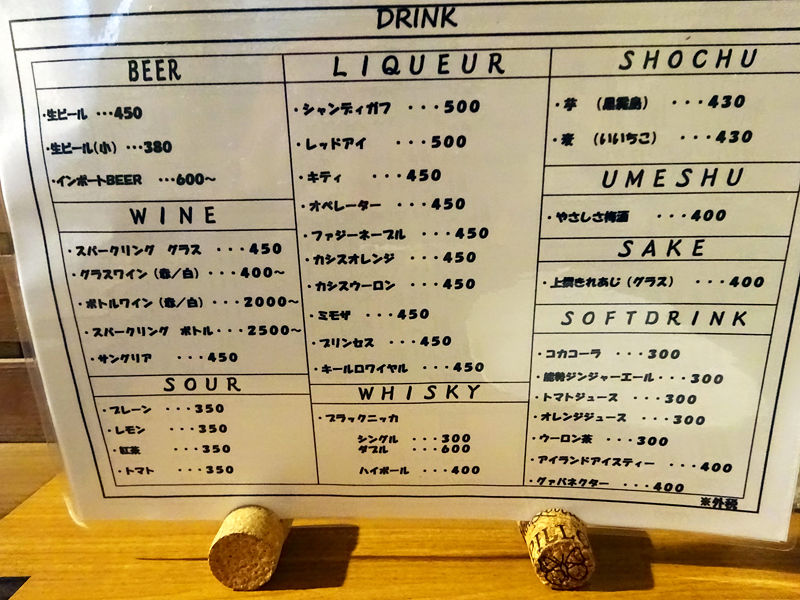 DRINK
BEER
・生ビール ・・・450
・生ビール(小) ・・・380
・インポートBEER ・・・600～
WINE
・スパークリング グラス ・・・450
・グラスワイン(赤／白) ・・・400～
・ボトルワイン(赤／白) ・・・2000～
・スパークリング ボトル・・・2500～
・サングリア ・・・450
SOUR
・プレーン ・・・350
・レモン ・・・350
・紅茶 ・・・350
・トマト ・・・350
LIQUEUR
・シャンディガフ ・・・500
・レッドアイ ・・・500
・キティ ・・・450
・オペレーター ・・・450
・ファジーネーブル ・・・450
・カシスオレンジ ・・・450
・カシスウーロン ・・・450
・ミモザ ・・・450
・プリンセス ・・・450
・キールロワイヤル ・・・450
WHISKY
・ブラックニッカ
シングル ・・・300
ダブル ・・・600
ハイボール ・・・400
SHOCHU
・芋 (黒霧島) ・・・430
・麦 (いいちこ) ・・・430
UMESHU
・やさしさ梅酒 ・・・400
SAKE
・上撰きれあじ(グラス) ・・・400
SOFTDRINK
・コカコーラ ・・・300
・能勢ジンジャーエール・・・300
・トマトジュース ・・・300
・オレンジジュース ・・・300
・ウーロン茶 ・・・300
・アイランドアイスティー ・・・400
・グァバネクター ・・・400
※外税